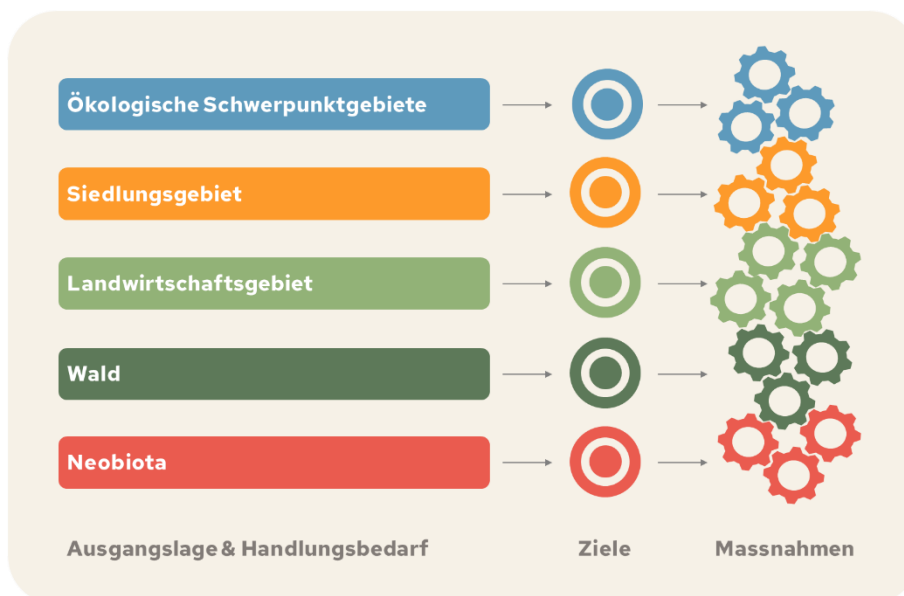 Ökologische Schwerpunktgebiete
Siedlungsgebiet
Landwirtschaftsgebiet
Wald
Neobiota
Ausgangslage & Handlungsbedarf Ziele Massnahmen